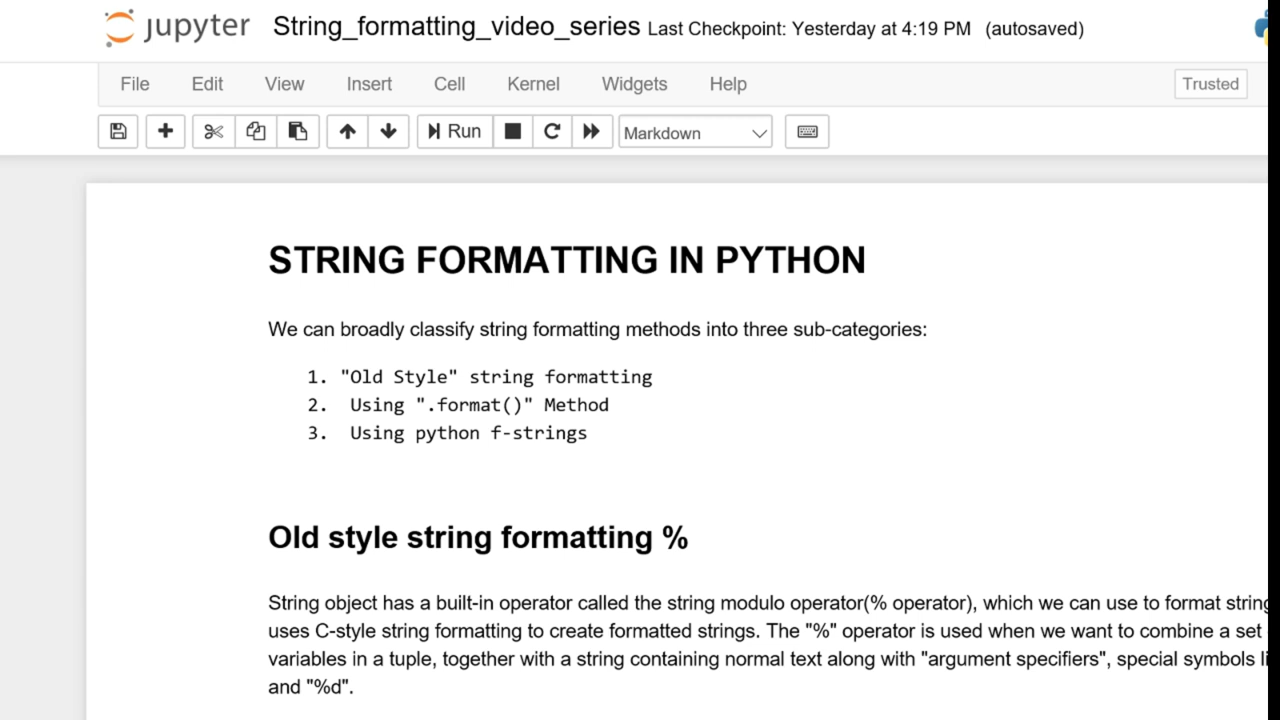 jupyter String_formatting_video_series Last Checkpoint: Yesterday at 4:19 PM (autosaved)
File Edit View Insert Cell Kernel Widgets Help Trusted
Run Markdown
STRING FORMATTING IN PYTHON
We can broadly classify string formatting methods into three sub-categories:
1. "Old Style" string formatting
2. Using ".format()" Method
3. Using python f-strings
Old style string formatting %
String object has a built-in operator called the string modulo operator(% operator), which we can use to format string
uses C-style string formatting to create formatted strings. The "%" operator is used when we want to combine a set
variables in a tuple, together with a string containing normal text along with "argument specifiers", special symbols li
and "%d".